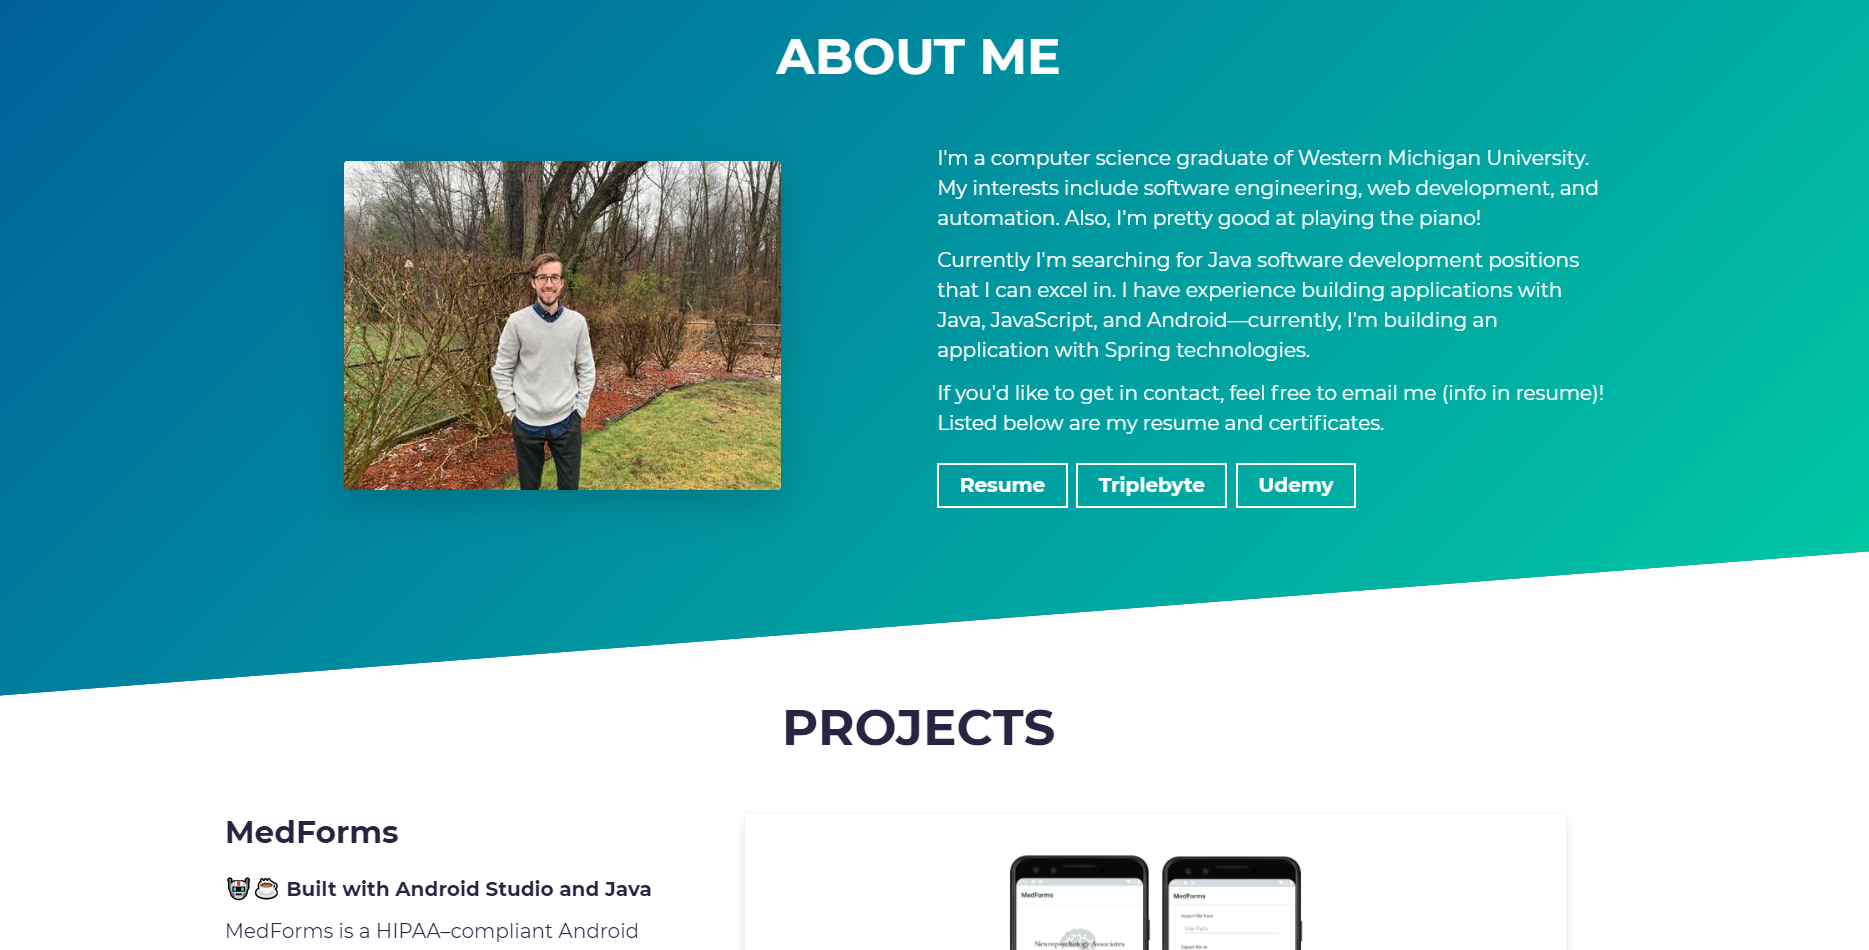 ABOUT ME
I'm a computer science graduate of Western Michigan University.
My interests include software engineering, web development, and
automation. Also, I'm pretty good at playing the piano!
Currently I'm searching for Java software development positions
that I can excel in. I have experience building applications with
Java, JavaScript, and Android—currently, I'm building an
application with Spring technologies.
If you'd like to get in contact, feel free to email me (info in resume)!
Listed below are my resume and certificates.
Resume
Triplebyte
Udemy
PROJECTS
MedForms
Built with Android Studio and Java
MedForms is a HIPAA–compliant Android
MedForms
Neuropsychology Associates
MedForms
Import file from
File Path
Export file to